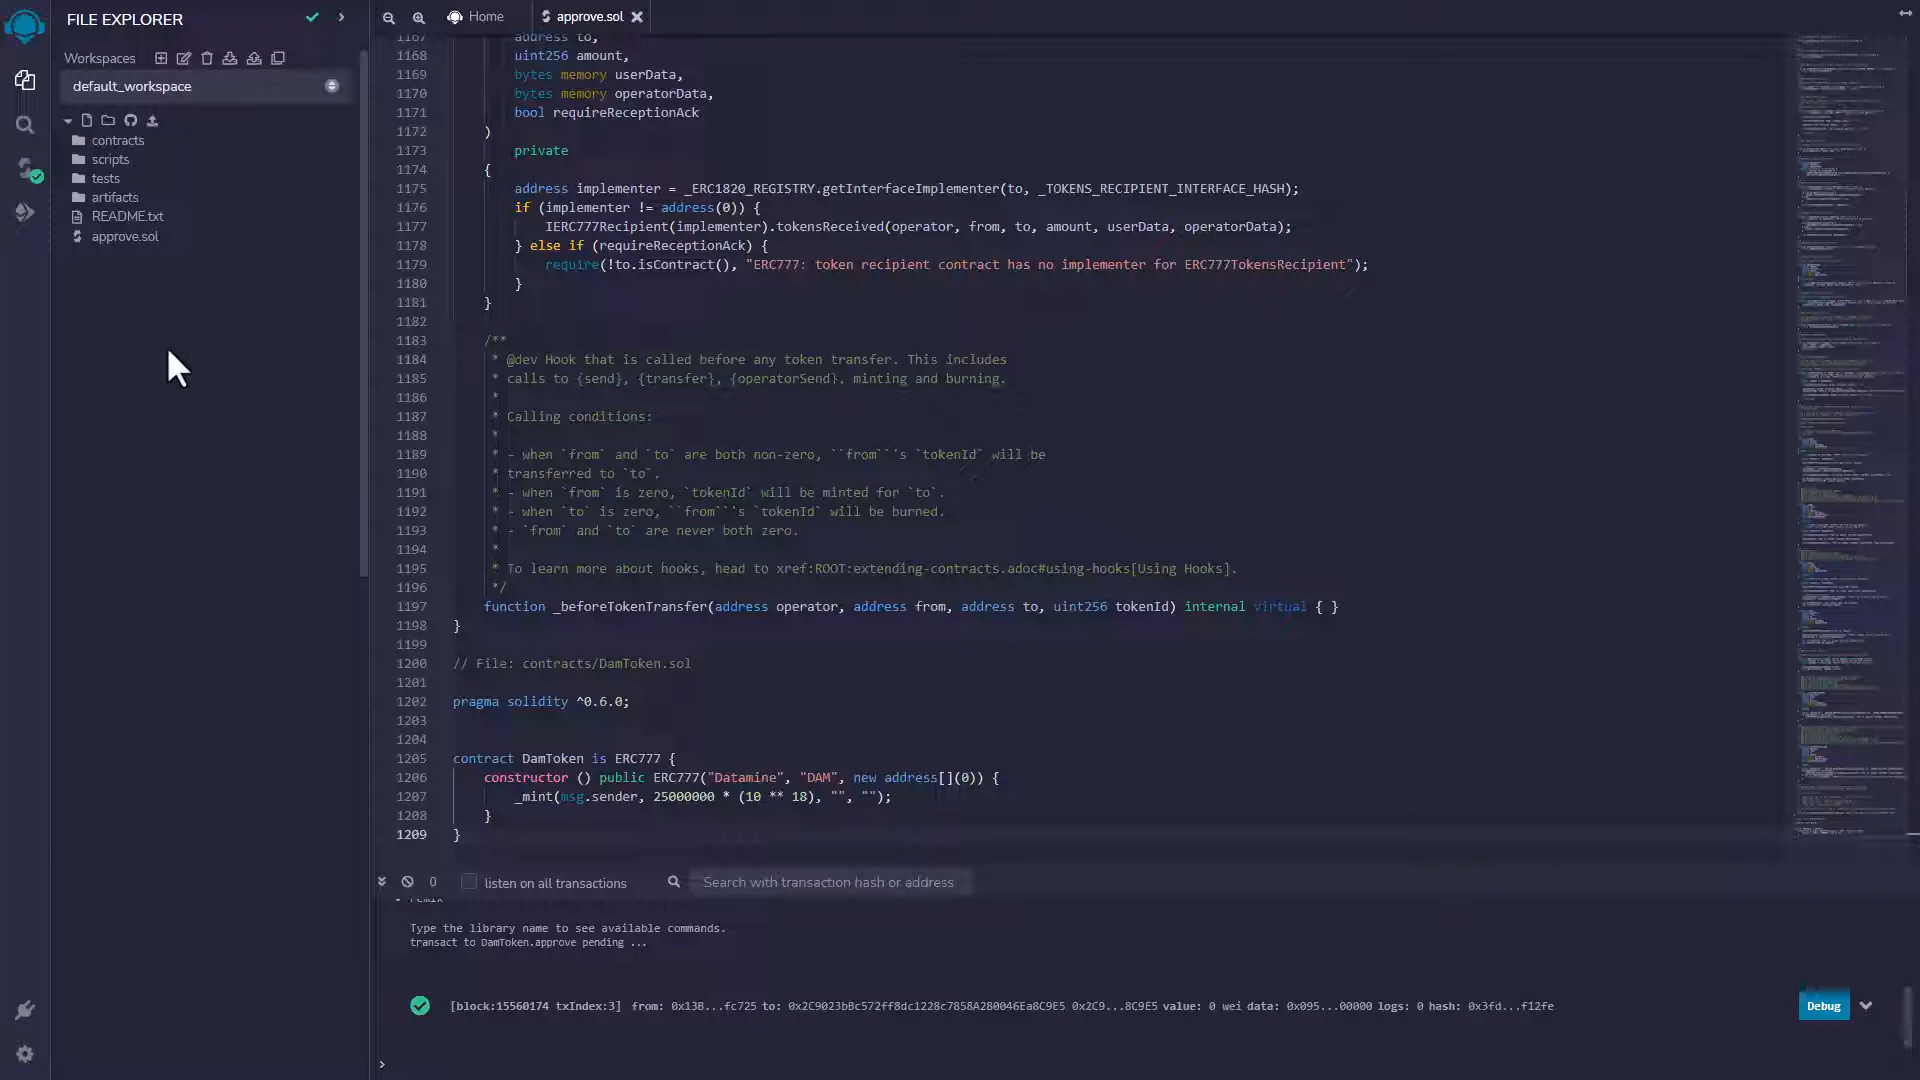 FILE EXPLORER
Home
approve.sol
Workspaces
default_workspace
contracts
scripts
tests
artifacts
README.txt
approve.sol
1167 address to,
1168 uint256 amount,
1169 bytes memory userData,
1170 bytes memory operatorData,
1171 bool requireReceptionAck
1172 )
1173 private
1174 {
1175 address implementer = _ERC1820_REGISTRY.getInterfaceImplementer(to, _TOKENS_RECIPIENT_INTERFACE_HASH);
1176 if (implementer != address(0)) {
1177 IERC777Recipient(implementer).tokensReceived(operator, from, to, amount, userData, operatorData);
1178 } else if (requireReceptionAck) {
1179 require(!to.isContract(), "ERC777: token recipient contract has no implementer for ERC777TokensRecipient");
1180 }
1181 }
1182
1183 /**
1184 * @dev Hook that is called before any token transfer. This includes
1185 * calls to {send}, {transfer}, {operatorSend}, minting and burning.
1186 *
1187 * Calling conditions:
1188 *
1189 * - when `from` and `to` are both non-zero, ``from``'s `tokenId` will be
1190 * transferred to `to`.
1191 * - when `from` is zero, `tokenId` will be minted for `to`.
1192 * - when `to` is zero, ``from``'s `tokenId` will be burned.
1193 * - `from` and `to` are never both zero.
1194 *
1195 * To learn more about hooks, head to xref:ROOT:extending-contracts.adoc#using-hooks[Using Hooks].
1196 */
1197 function _beforeTokenTransfer(address operator, address from, address to, uint256 tokenId) internal virtual { }
1198 }
1199
1200 // File: contracts/DamToken.sol
1201
1202 pragma solidity ^0.6.0;
1203
1204
1205 contract DamToken is ERC777 {
1206 constructor () public ERC777("Datamine", "DAM", new address[](0)) {
1207 _mint(msg.sender, 25000000 * (10 ** 18), "", "");
1208 }
1209 }
0 listen on all transactions Search with transaction hash or address
remix
Type the library name to see available commands.
transact to DamToken.approve pending ...
[block:15560174 txIndex:3] from: 0x13B...fc725 to: 0x2C9023bBc572ff8dc1228c7858A280046Ea8C9E5 0x2C9...8C9E5 value: 0 wei data: 0x095...00000 logs: 0 hash: 0x3fd...f12fe
Debug
>